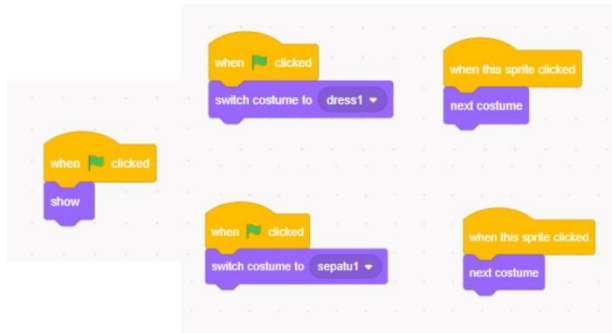 when clicked
show
when clicked
switch costume to dress1
when this sprite clicked
next costume
when clicked
switch costume to sepatu1
when this sprite clicked
next costume